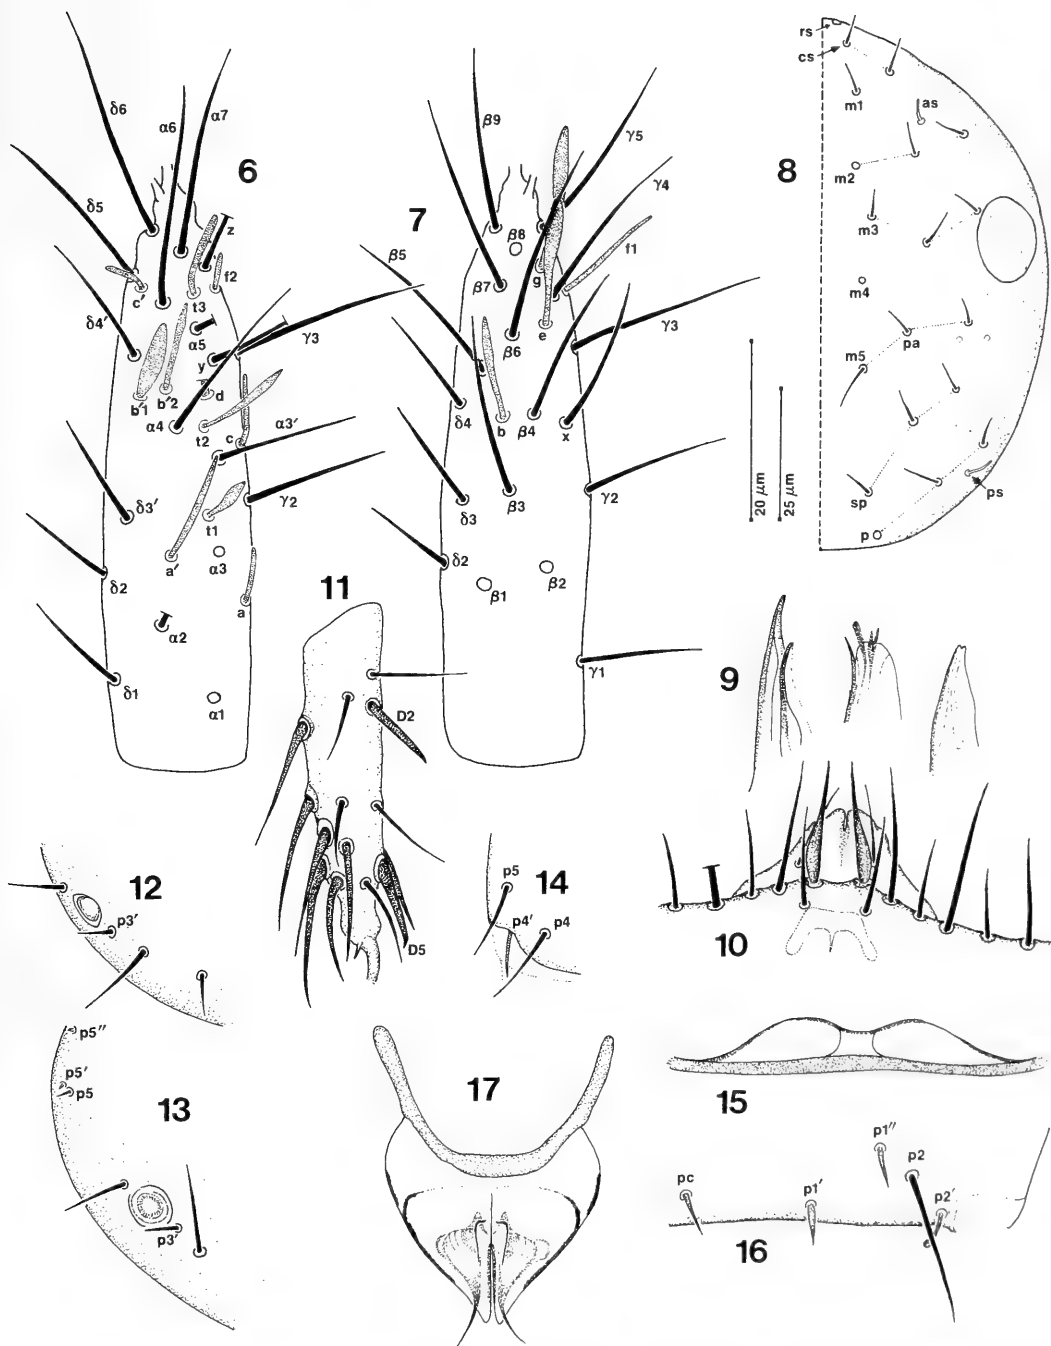 6
δ6
α6
α7
δ5
z
c'
t3
f2
δ4'
α5
γ3
y
b'1
b'2
d
α4
t2
c
α3'
δ3'
t1
γ2
a'
α3
δ2
a
α2
δ1
α1
7
β9
γ5
γ4
β8
β5
f1
g
β7
e
β6
γ3
δ4
b
β4
x
δ3
β3
γ2
δ2
β1
β2
γ1
8
rs
cs
m1
as
m2
m3
m4
pa
m5
sp
ps
p
20 μm
25 μm
11
D2
D5
9
10
12
p3'
14
p5
p4'
p4
13
p5''
p5'
p5
p3'
17
15
16
pc
p1'
p1''
p2
p2'